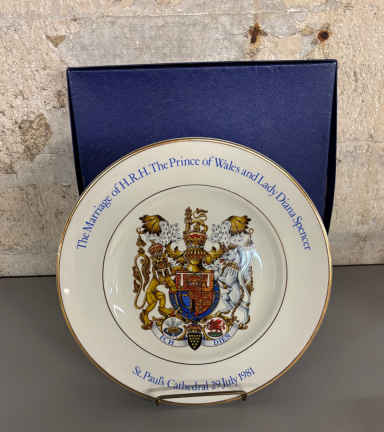 The Marriage of H.R.H. The Prince of Wales and Lady Diana Spencer
ICH DIEN
St. Paul's Cathedral 29 July 1981